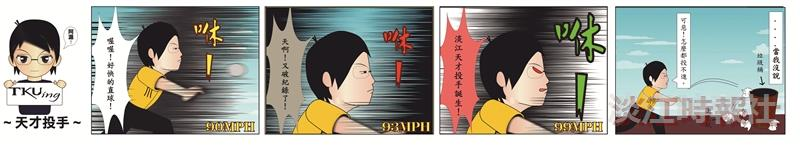 阿溫!
TKUing
~天才投手~
喔喔!好快的直球!
咻!
90MPH
天啊!又破紀錄了!
咻!
93MPH
淡江天才投手誕生!
咻!
99MPH
....當我沒說
垃圾桶
可惡!怎麼都投不進。
淡江時報社